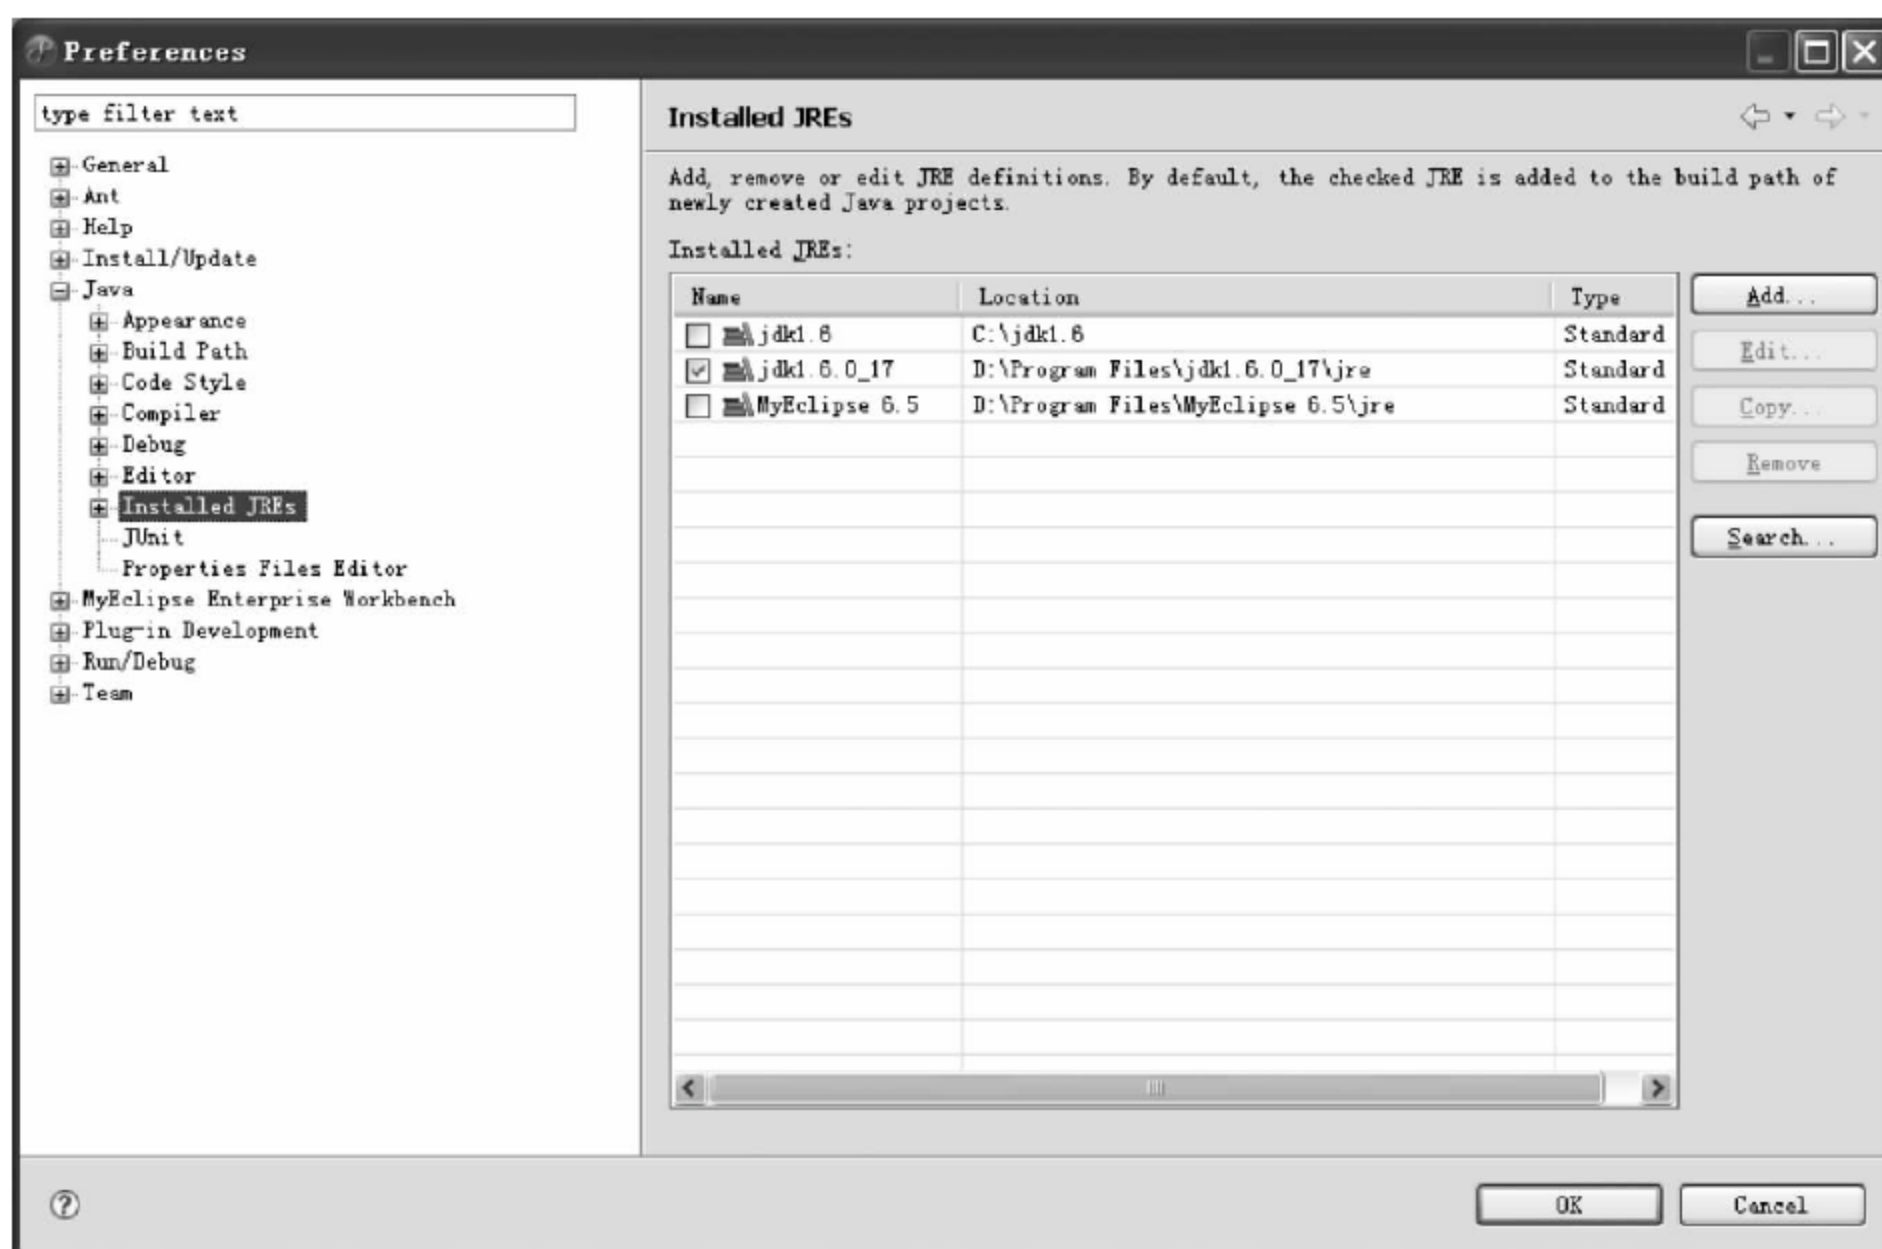 Preferences
type filter text
General
Ant
Help
Install/Update
Java
Appearance
Build Path
Code Style
Compiler
Debug
Editor
Installed JREs
JUnit
Properties Files Editor
MyEclipse Enterprise Workbench
Plug-in Development
Run/Debug
Team
Installed JREs
Add, remove or edit JRE definitions. By default, the checked JRE is added to the build path of
newly created Java projects.
Installed JREs:
Name Location Type
jdk1.6 C:\jdk1.6 Standard
jdk1.6.0_17 D:\Program Files\jdk1.6.0_17\jre Standard
MyEclipse 6.5 D:\Program Files\MyEclipse 6.5\jre Standard
Add...
Edit...
Copy...
Remove
Search...
OK Cancel